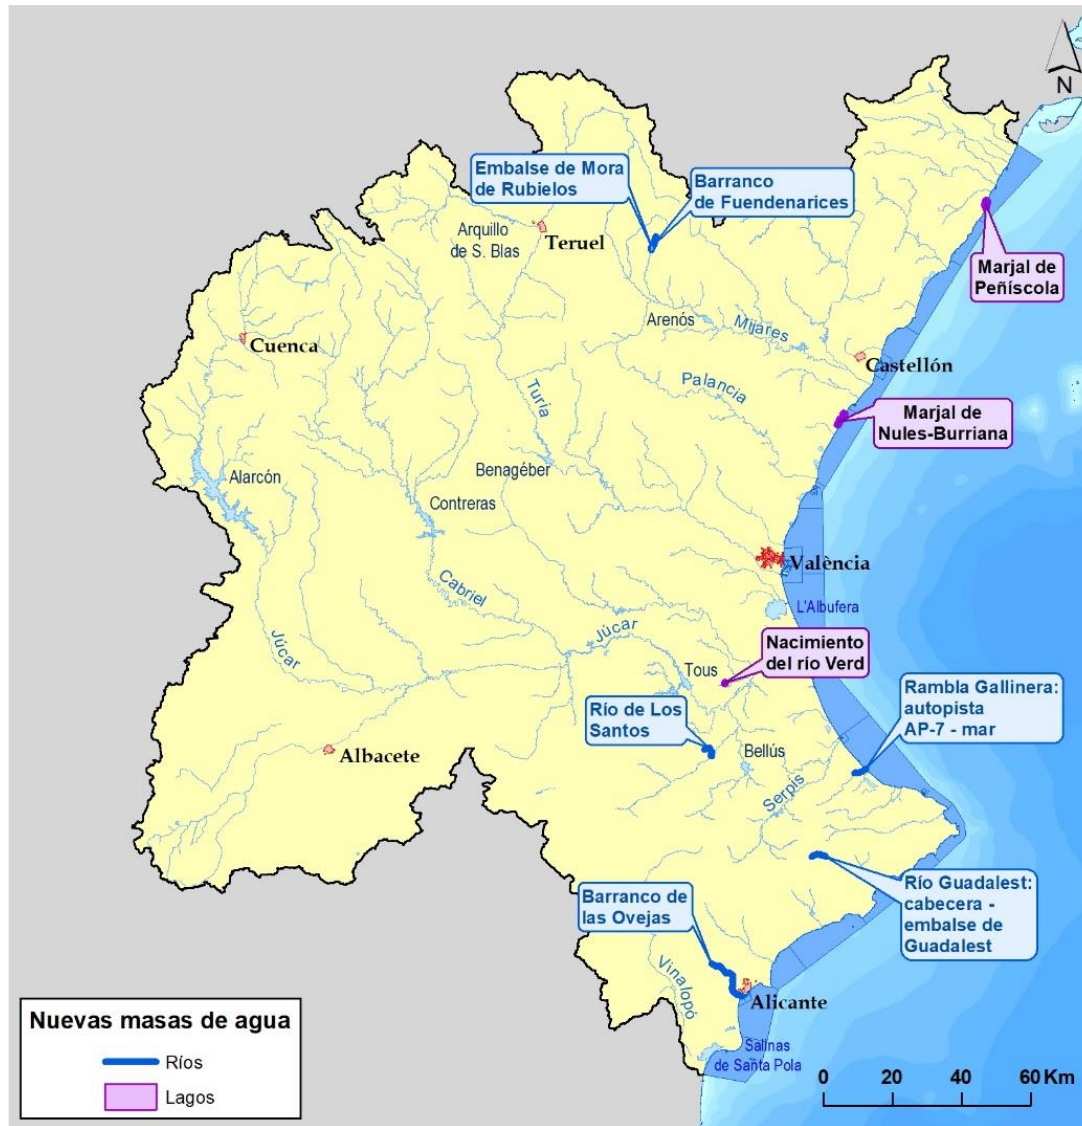 N
Embalse de Mora
de Rubielos
Barranco
de Fuendenarices
Arquillo
de S. Blas
Teruel
Marjal de
Peñíscola
Arenós
Mijares
Cuenca
Castellón
Palancia
Turia
Marjal de
Nules-Burriana
Benagéber
Alarcón
Contreras
València
Cabriel
L'Albufera
Júcar
Júcar
Nacimiento
del río Verd
Tous
Río de Los
Santos
Rambla Gallinera:
autopista
AP-7 - mar
Bellús
Albacete
Serpis
Río Guadalest:
cabecera -
embalse de
Guadalest
Barranco de
las Ovejas
Vinalopó
Alicante
Salinas
de Santa Pola
Nuevas masas de agua
Ríos
Lagos
0 20 40 60 Km